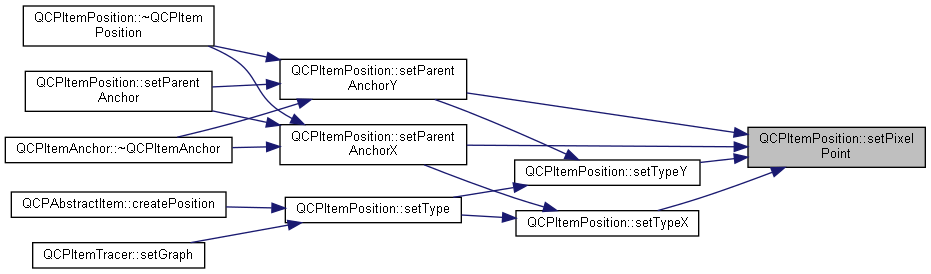 QCPItemPosition::~QCPItem
Position
QCPItemPosition::setParent
Anchor
QCPItemAnchor::~QCPItemAnchor
QCPAbstractItem::createPosition
QCPItemTracer::setGraph
QCPItemPosition::setParent
AnchorY
QCPItemPosition::setParent
AnchorX
QCPItemPosition::setType
QCPItemPosition::setTypeY
QCPItemPosition::setTypeX
QCPItemPosition::setPixel
Point